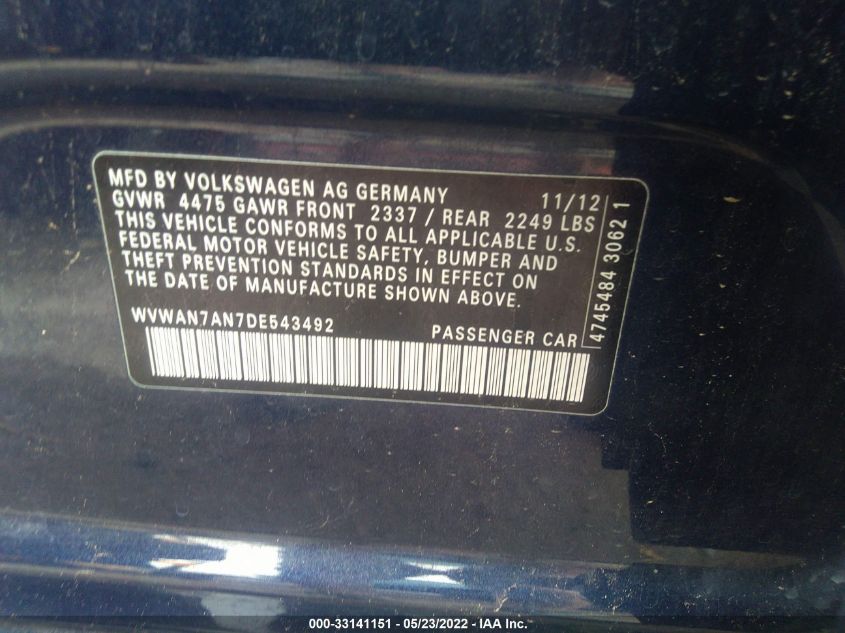 MFD BY VOLKSWAGEN AG GERMANY 11/12
GVWR 4475 GAWR FRONT 2337 / REAR 2249 LBS
THIS VEHICLE CONFORMS TO ALL APPLICABLE U.S.
FEDERAL MOTOR VEHICLE SAFETY, BUMPER AND
THEFT PREVENTION STANDARDS IN EFFECT ON
THE DATE OF MANUFACTURE SHOWN ABOVE.
WVWAN7AN7DE543492 PASSENGER CAR
4745484 3062 1
000-33141151 - 05/23/2022 - IAA Inc.